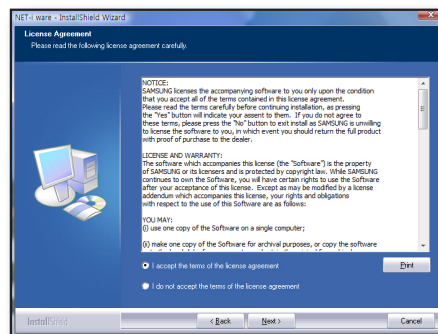 NET-i ware - InstallShield Wizard
License Agreement
Please read the following license agreement carefully.
NOTICE:
SAMSUNG licenses the accompanying software to you only upon the condition
that you accept all of the terms contained in this license agreement.
Please read the terms carefully before continuing installation, as pressing
the "Yes" button will indicate your assent to them. If you do not agree to
these terms, please press the "No" button to exit install as SAMSUNG is unwilling
to license the software to you, in which event you should return the full product
with proof of purchase to the dealer.
LICENSE AND WARRANTY:
The software which accompanies this license (the "Software") is the property
of SAMSUNG or its licensors and is protected by copyright law. While SAMSUNG
continues to own the Software, you will have certain rights to use the Software
after your acceptance of this license. Except as may be modified by a license
addendum which accompanies this license, your rights and obligations
with respect to the use of this Software are as follows:
YOU MAY:
(i) use one copy of the Software on a single computer;
(ii) make one copy of the Software for archival purposes, or copy the software
I accept the terms of the license agreement
Print
I do not accept the terms of the license agreement
InstallShield
< Back
Next >
Cancel